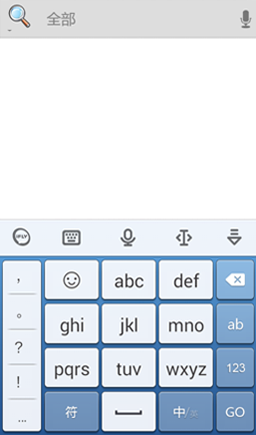 全部
iFLY
,
abc
def
。
ghi
jkl
mno
ab
?
pqrs
tuv
wxyz
123
!
...
符
中/
GO